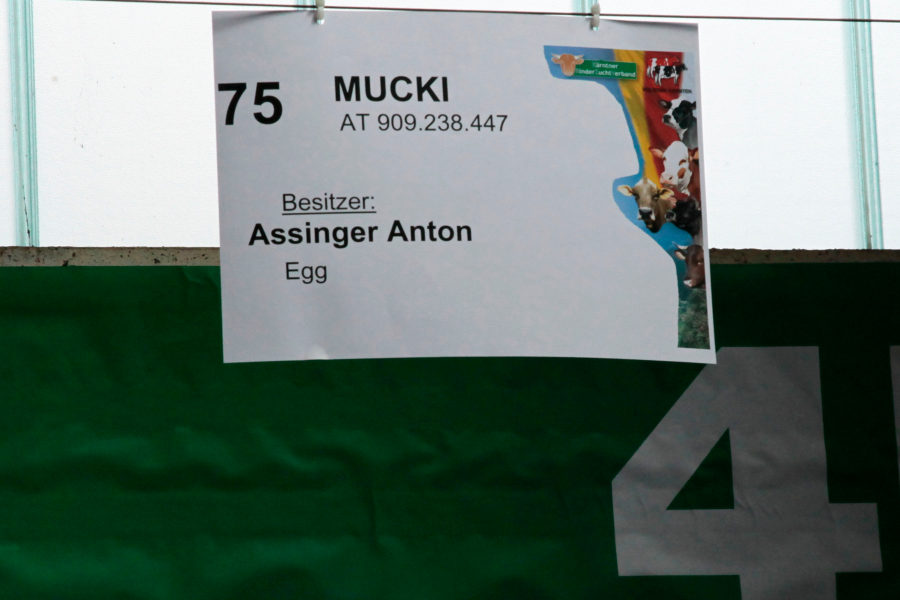 75
MUCKI
AT 909.238.447
Kärntner
RinderZuchtVerband
Besitzer:
Assinger Anton
Egg
4